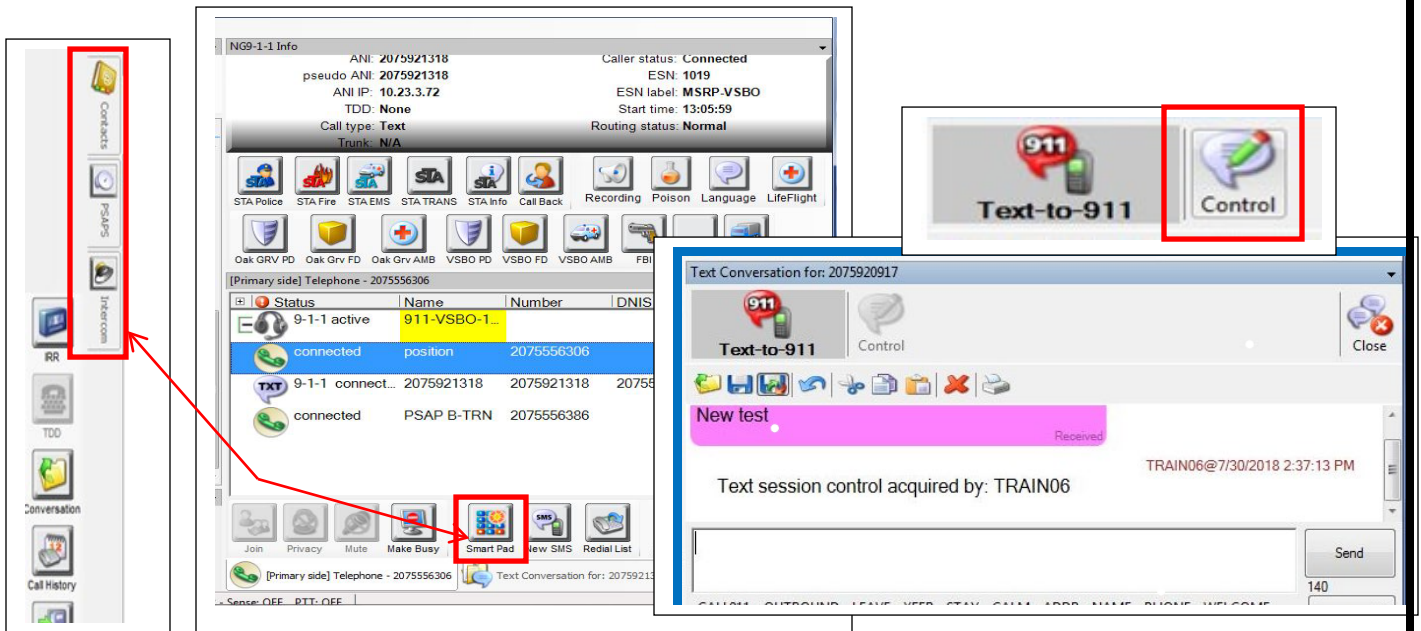 Contacts
PSAPS
Intercom
IRR
TDD
Conversation
Call History
NG9-1-1 Info
ANI: 2075921318 Caller status: Connected
pseudo ANI: 2075921318 ESN: 1019
ANI IP: 10.23.3.72 ESN label: MSRP-VSBO
TDD: None Start time: 13:05:59
Call type: Text Routing status: Normal
Trunk: N/A
STA Police STA Fire STA EMS STA TRANS STA Info Call Back Recording Poison Language LifeFlight
Oak GRV PD Oak Grv FD Oak Grv AMB VSBO PD VSBO FD VSBO AMB FBI
[Primary side] Telephone - 2075556306
Status Name Number DNIS
9-1-1 active 911-VSBO-1...
connected position 2075556306
TXT 9-1-1 connect... 2075921318 2075921318 20755
connected PSAP B-TRN 2075556386
SMS
Join Privacy Mute Make Busy Smart Pad New SMS Redial List
[Primary side] Telephone - 2075556306 Text Conversation for: 20759213
- Sense: OFF PTT: OFF
911
Text-to-911 Control
Text Conversation for: 2075920917
911
Text-to-911 Control Close
New test
Received
TRAIN06@7/30/2018 2:37:13 PM
Text session control acquired by: TRAIN06
Send
140